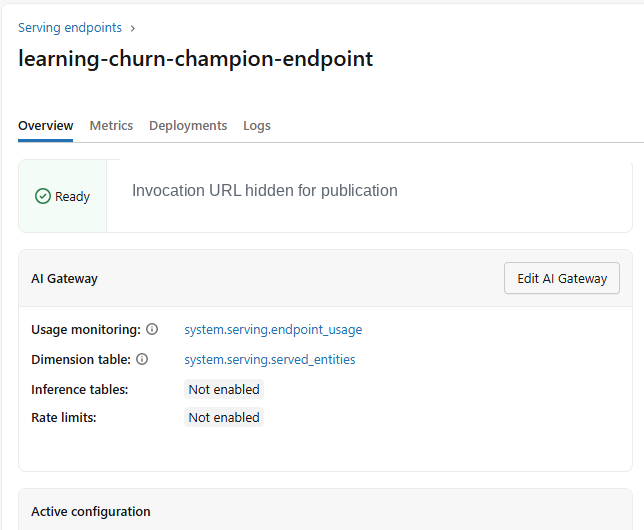 Serving endpoints >
learning-churn-champion-endpoint
Overview Metrics Deployments Logs
Ready
Invocation URL hidden for publication
AI Gateway
Edit AI Gateway
Usage monitoring: system.serving.endpoint_usage
Dimension table: system.serving.served_entities
Inference tables: Not enabled
Rate limits: Not enabled
Active configuration